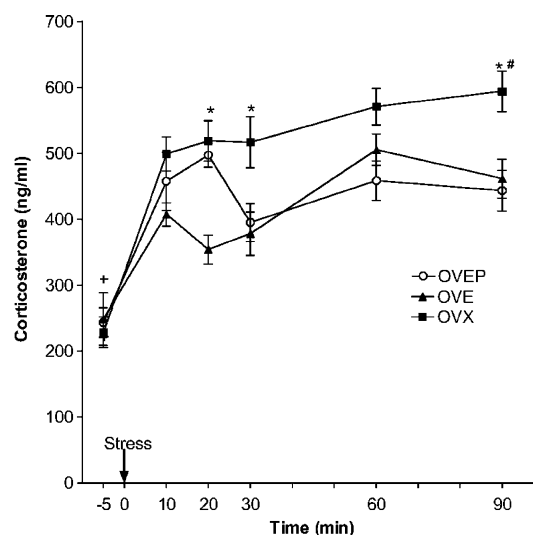 700
600
500
400
300
200
100
0
Corticosterone (ng/ml)
* #
*
*
+
OVEP
OVE
OVX
Stress
-5 0 10 20 30 60 90
Time (min)